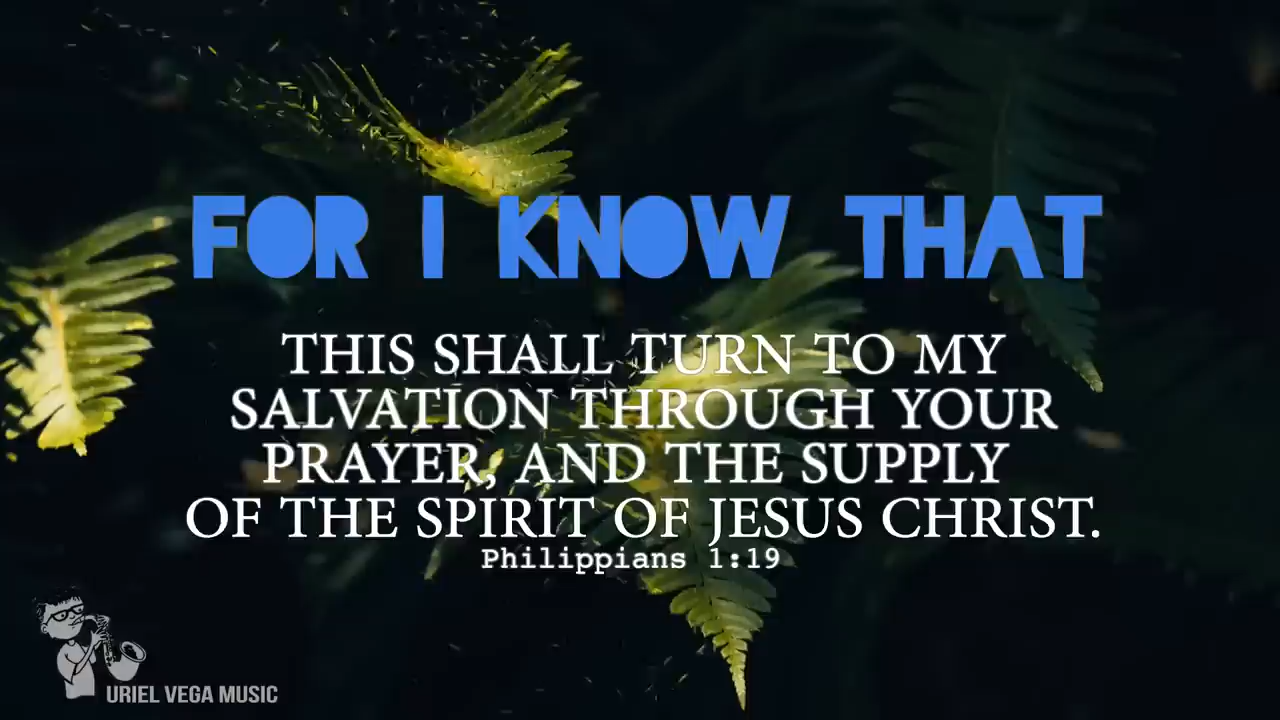 FOR I KNOW THAT
THIS SHALL TURN TO MY
SALVATION THROUGH YOUR
PRAYER, AND THE SUPPLY
OF THE SPIRIT OF JESUS CHRIST.
Philippians 1:19
URIEL VEGA MUSIC